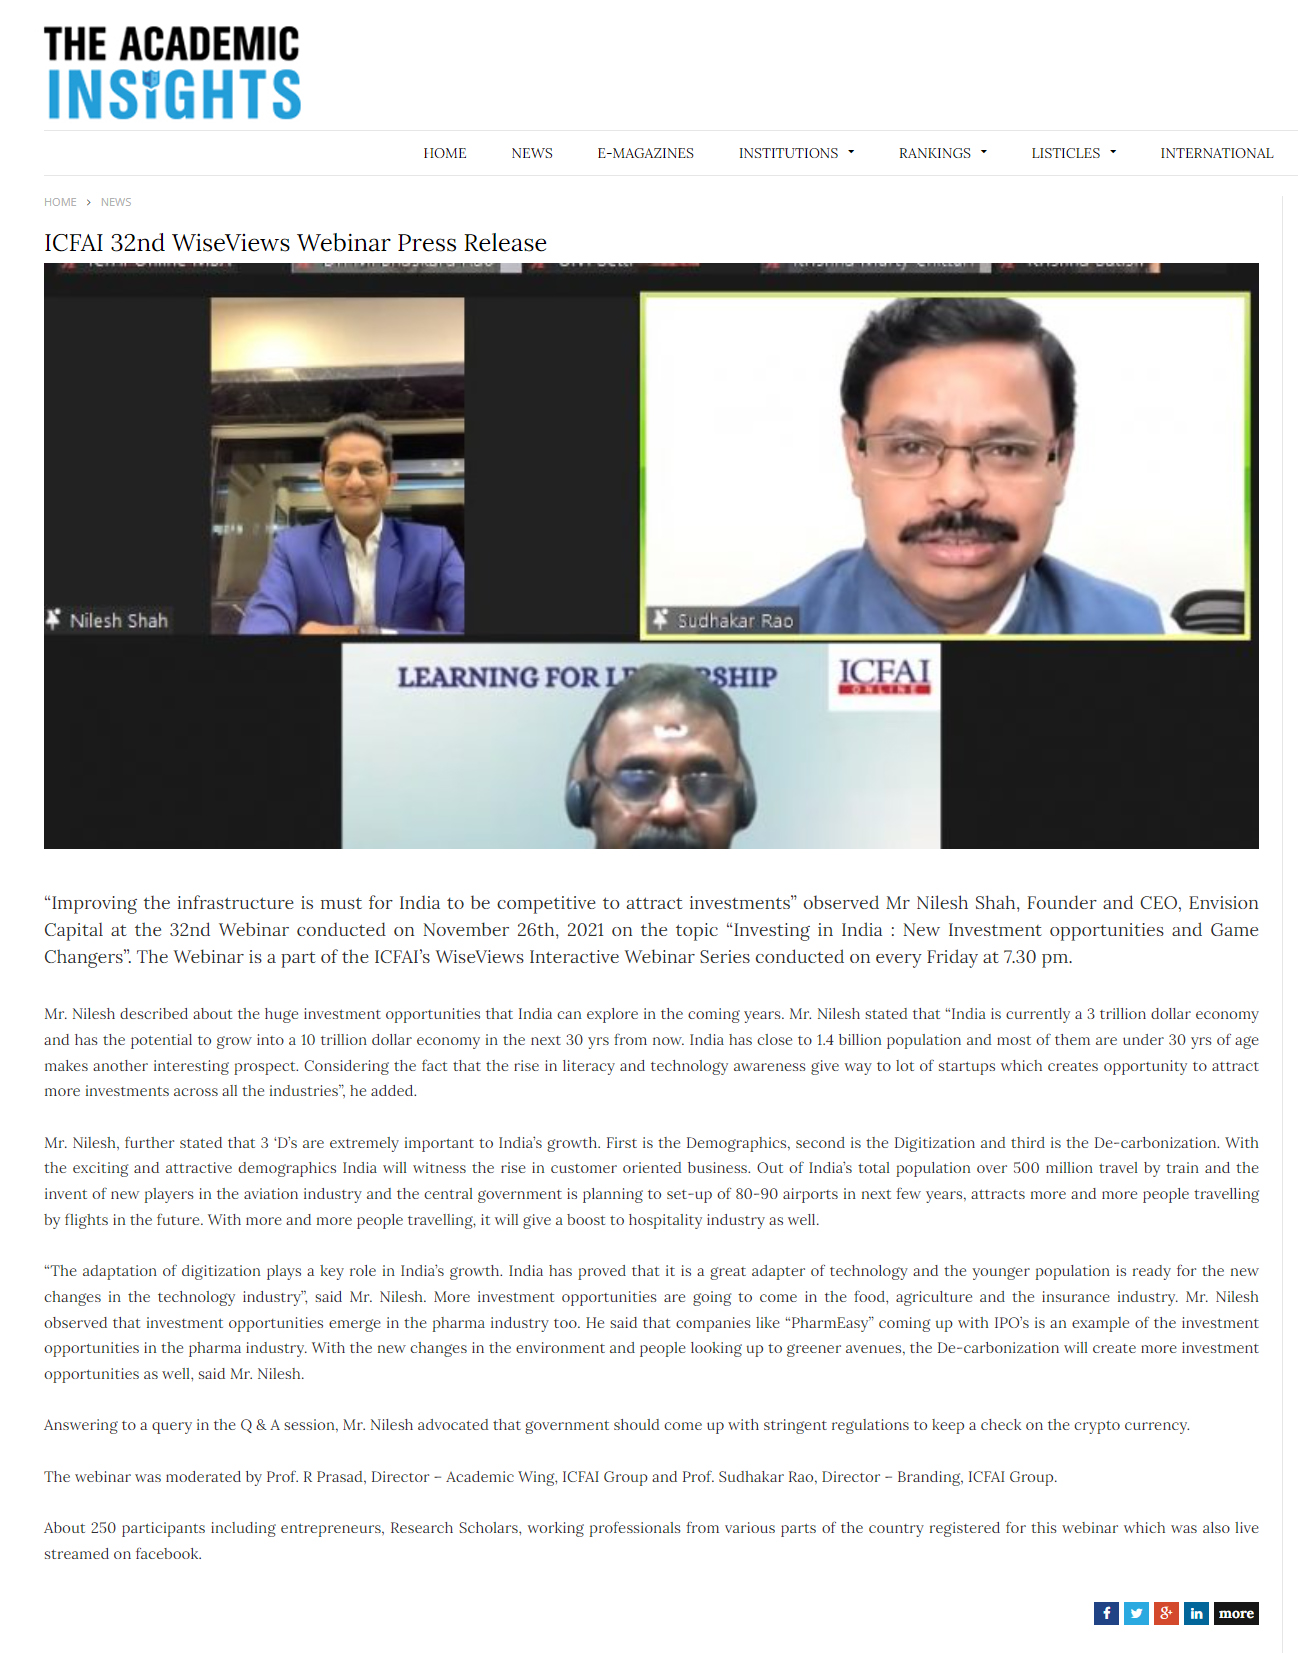 THE ACADEMIC
INSIGHTS
HOME NEWS E-MAGAZINES INSTITUTIONS RANKINGS LISTICLES INTERNATIONAL
HOME › NEWS
ICFAI 32nd WiseViews Webinar Press Release
Nilesh Shah
Sudhakar Rao
LEARNING FOR
ICFAI
ONLINE
“Improving the infrastructure is must for India to be competitive to attract investments” observed Mr Nilesh Shah, Founder and CEO, Envision
Capital at the 32nd Webinar conducted on November 26th, 2021 on the topic “Investing in India : New Investment opportunities and Game
Changers”. The Webinar is a part of the ICFAI’s WiseViews Interactive Webinar Series conducted on every Friday at 7.30 pm.
Mr. Nilesh described about the huge investment opportunities that India can explore in the coming years. Mr. Nilesh stated that “India is currently a 3 trillion dollar economy
and has the potential to grow into a 10 trillion dollar economy in the next 30 yrs from now. India has close to 1.4 billion population and most of them are under 30 yrs of age
makes another interesting prospect. Considering the fact that the rise in literacy and technology awareness give way to lot of startups which creates opportunity to attract
more investments across all the industries”, he added.
Mr. Nilesh, further stated that 3 ‘D’s are extremely important to India’s growth. First is the Demographics, second is the Digitization and third is the De-carbonization. With
the exciting and attractive demographics India will witness the rise in customer oriented business. Out of India’s total population over 500 million travel by train and the
invent of new players in the aviation industry and the central government is planning to set-up of 80-90 airports in next few years, attracts more and more people travelling
by flights in the future. With more and more people travelling, it will give a boost to hospitality industry as well.
“The adaptation of digitization plays a key role in India’s growth. India has proved that it is a great adapter of technology and the younger population is ready for the new
changes in the technology industry”, said Mr. Nilesh. More investment opportunities are going to come in the food, agriculture and the insurance industry. Mr. Nilesh
observed that investment opportunities emerge in the pharma industry too. He said that companies like “PharmEasy” coming up with IPO’s is an example of the investment
opportunities in the pharma industry. With the new changes in the environment and people looking up to greener avenues, the De-carbonization will create more investment
opportunities as well, said Mr. Nilesh.
Answering to a query in the Q & A session, Mr. Nilesh advocated that government should come up with stringent regulations to keep a check on the crypto currency.
The webinar was moderated by Prof. R Prasad, Director – Academic Wing, ICFAI Group and Prof. Sudhakar Rao, Director – Branding, ICFAI Group.
About 250 participants including entrepreneurs, Research Scholars, working professionals from various parts of the country registered for this webinar which was also live
streamed on facebook.
more